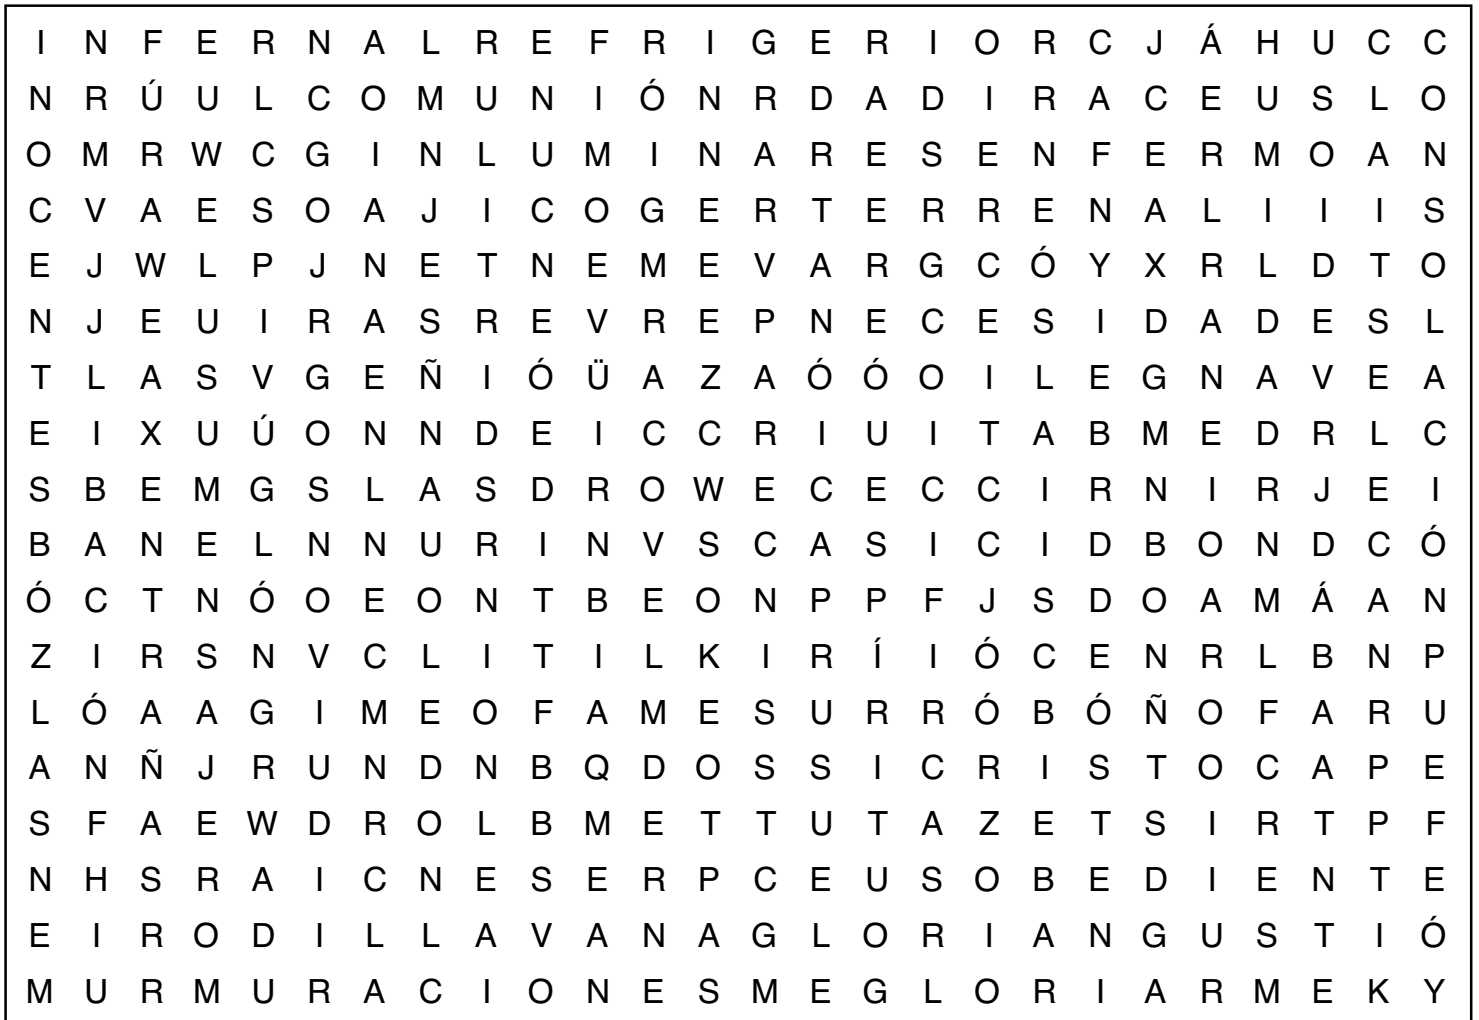 I N F E R N A L R E F R I G E R I O R C J Á H U C C
N R Ú U L C O M U N I Ó N R D A D I R A C E U S L O
O M R W C G I N L U M I N A R E S E N F E R M O A N
C V A E S O A J I C O G E R T E R R E N A L I I I S
E J W L P J N E T N E M E V A R G C Ó Y X R L D T O
N J E U I R A S R E V R E P N E C E S I D A D E S L
T L A S V G E Ñ I Ó Ü A Z A Ó Ó O I L E G N A V E A
E I X U Ú O N N D E I C C R I U I T A B M E D R L C
S B E M G S L A S D R O W E C E C C I R N I R J E I
B A N E L N N U R I N V S C A S I C I D B O N D C Ó
Ó C T N Ó O E O N T B E O N P P F J S D O A M Á A N
Z I R S N V C L I T I L K I R Í I Ó C E N R L B N P
L Ó A A G I M E O F A M E S U R R Ó B Ó Ñ O F A R U
A N Ñ J R U N D N B Q D O S S I C R I S T O C A P E
S F A E W D R O L B M E T T U T A Z E T S I R T P F
N H S R A I C N E S E R P C E U S O B E D I E N T E
E I R O D I L L A V A N A G L O R I A N G U S T I Ó
M U R M U R A C I O N E S M E G L O R I A R M E K Y